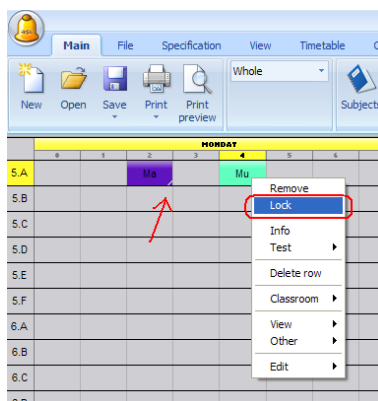 Main File Specification View Timetable
New Open Save Print Print preview Whole Subject
MONDAY
0 1 2 3 4 5 6
5.A Ma Mu
5.B
5.C
5.D
5.E
5.F
6.A
6.B
6.C
Remove
Lock
Info
Test
Delete row
Classroom
View
Other
Edit